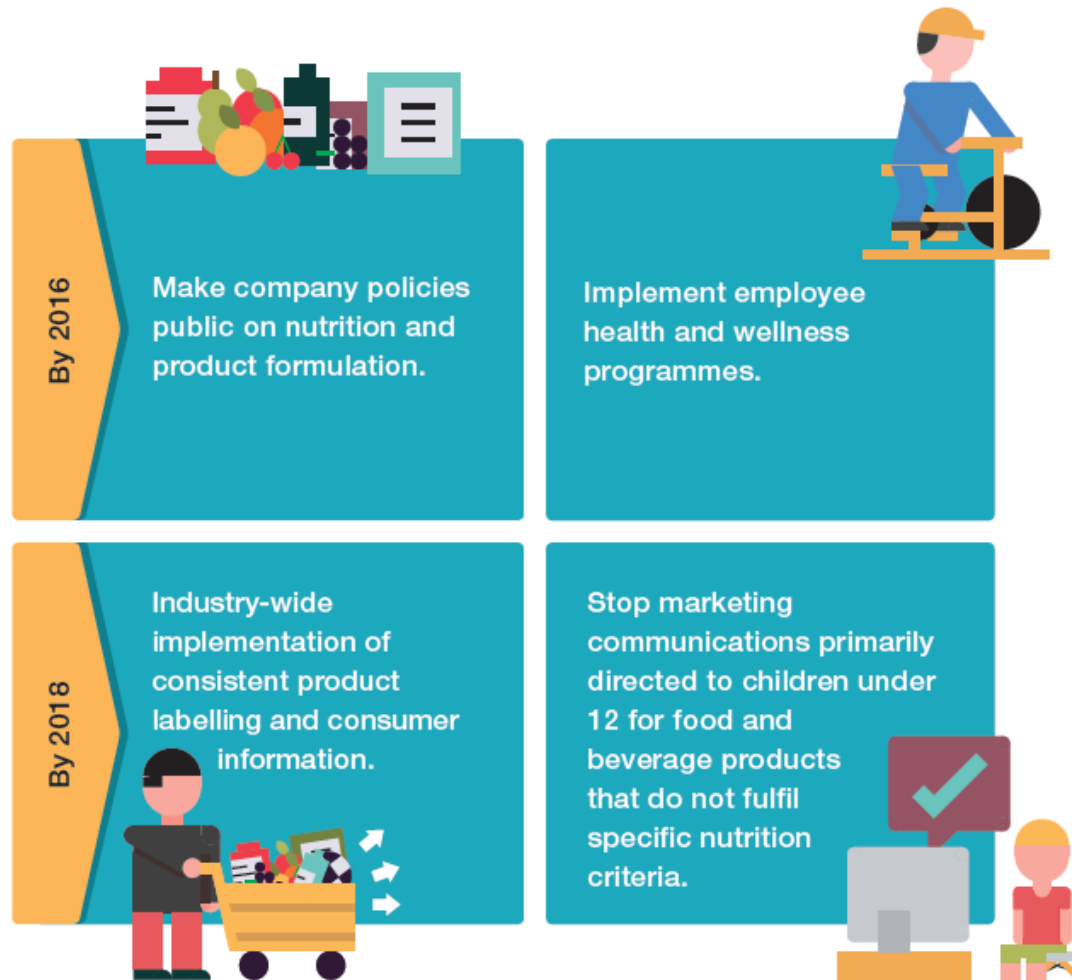 By 2016
Make company policies
public on nutrition and
product formulation.
Implement employee
health and wellness
programmes.
By 2018
Industry-wide
implementation of
consistent product
labelling and consumer
information.
Stop marketing
communications primarily
directed to children under
12 for food and
beverage products
that do not fulfil
specific nutrition
criteria.